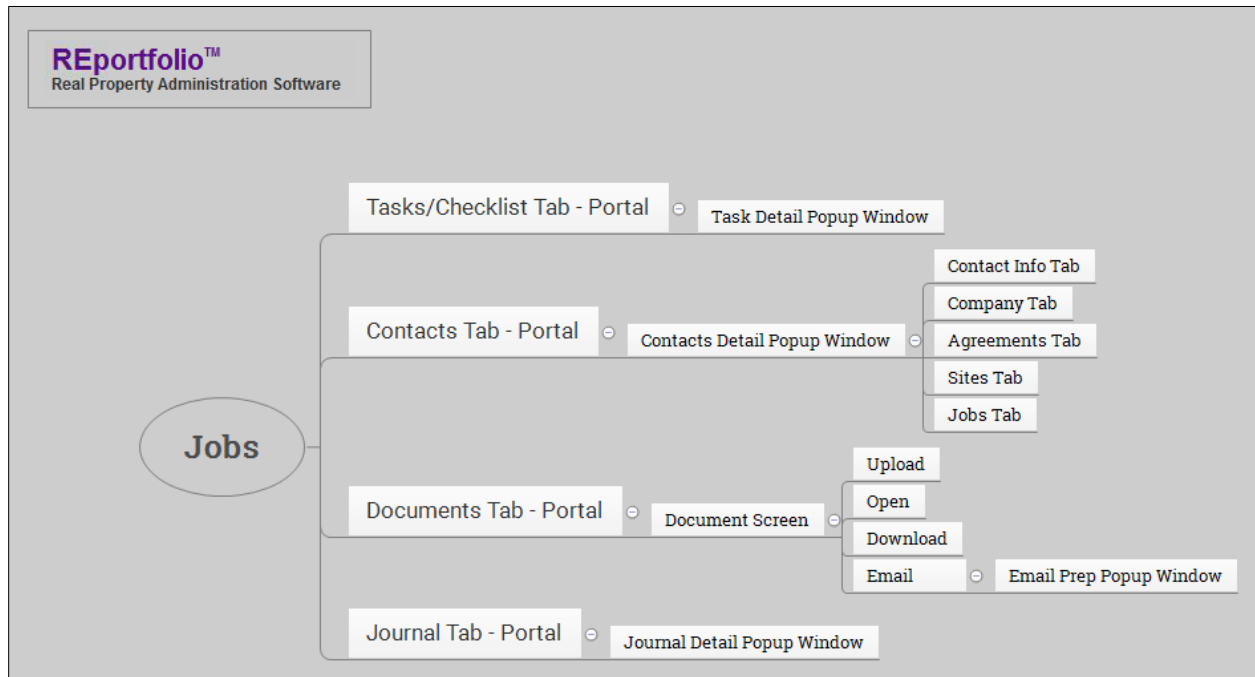 REportfolio™
Real Property Administration Software
Tasks/Checklist Tab - Portal
Task Detail Popup Window
Contacts Tab - Portal
Contacts Detail Popup Window
Contact Info Tab
Company Tab
Agreements Tab
Sites Tab
Jobs Tab
Jobs
Documents Tab - Portal
Document Screen
Upload
Open
Download
Email
Email Prep Popup Window
Journal Tab - Portal
Journal Detail Popup Window